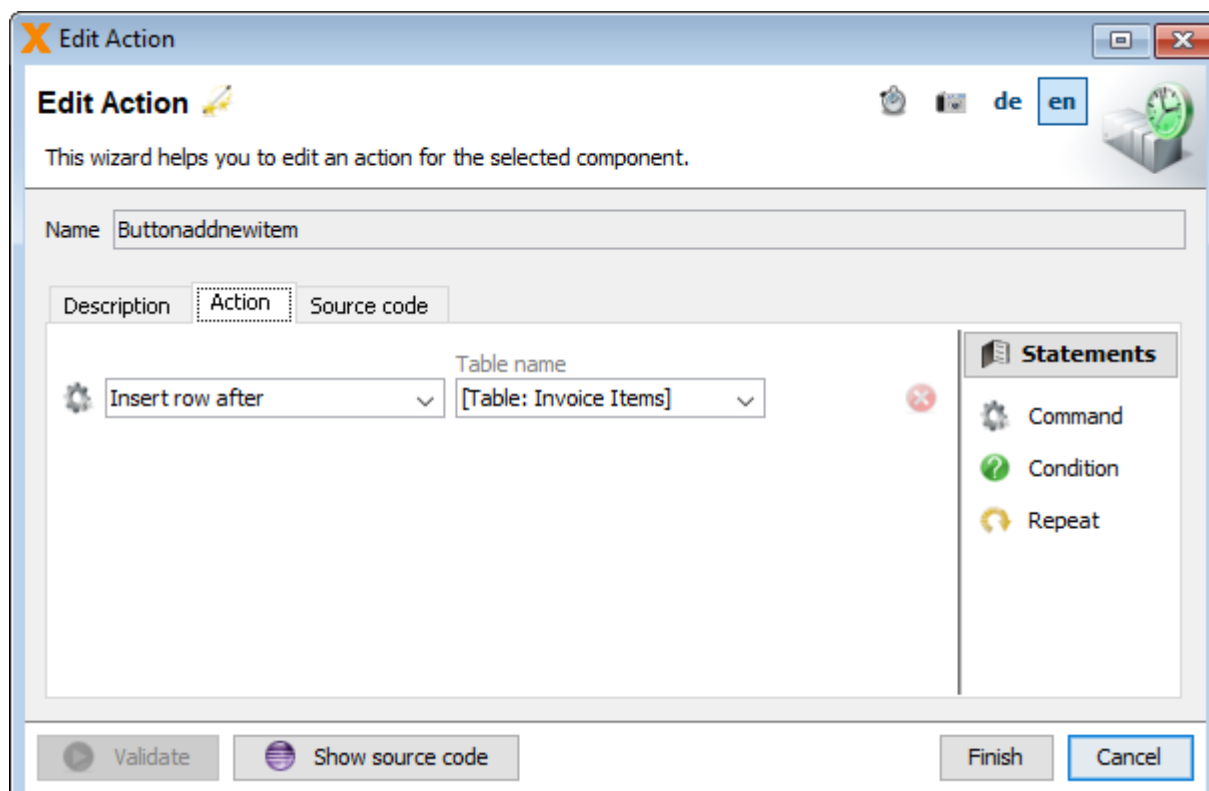 Edit Action
Edit Action
de en
This wizard helps you to edit an action for the selected component.
Name Buttonaddnewitem
Description Action Source code
Table name
Insert row after [Table: Invoice Items]
Statements
Command
Condition
Repeat
Validate Show source code Finish Cancel